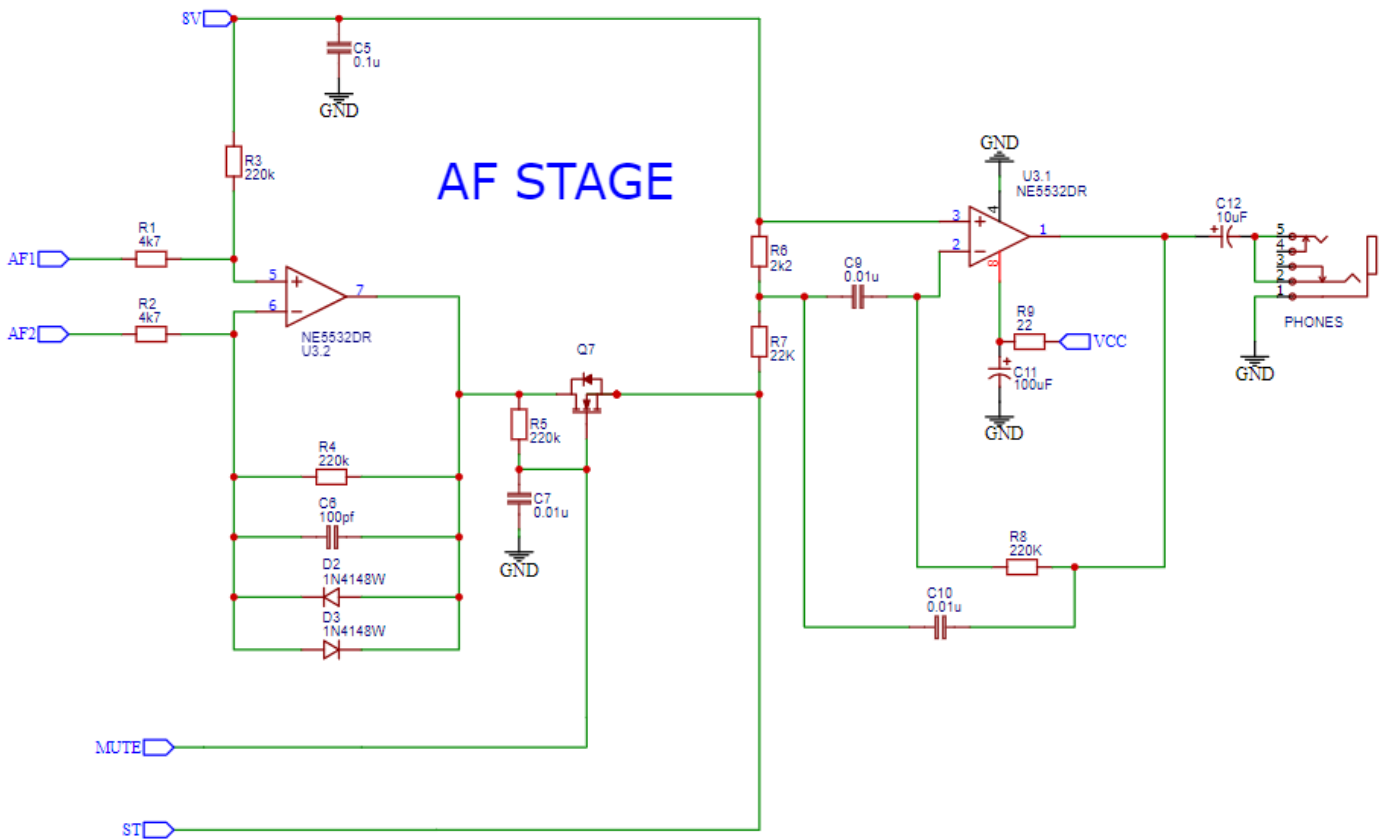 8V
C5
0.1u
GND
AF STAGE
R3
220k
GND
U3.1
NE5532DR
4
3
2
1
8
C12
10uF
5
4
3
2
1
PHONES
GND
R1
4k7
AF1
R2
4k7
AF2
5
6
7
NE5532DR
U3.2
R6
2k2
C9
0.01u
R7
22K
R9
22
VCC
C11
100uF
GND
Q7
R5
220k
C7
0.01u
GND
R4
220k
C6
100pf
D2
1N4148W
D3
1N4148W
R8
220K
C10
0.01u
MUTE
ST